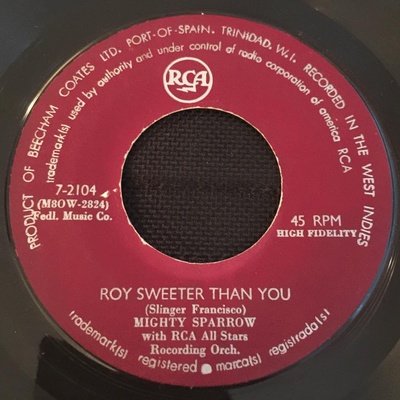 PRODUCT OF BEECHAM COATES LTD. PORT-OF-SPAIN. TRINIDAD, W.I. RECORDED IN THE WEST INDIES
trademark(s) used by authority and under control of radio corporation of america RCA
RCA
7-2104
(M8OW-2824)
Fedl. Music Co.
45 RPM
HIGH FIDELITY
ROY SWEETER THAN YOU
(Slinger Francisco)
MIGHTY SPARROW
with RCA All Stars
Rocording Orch.
trademark(s) registered • marca(s) registrada(s)